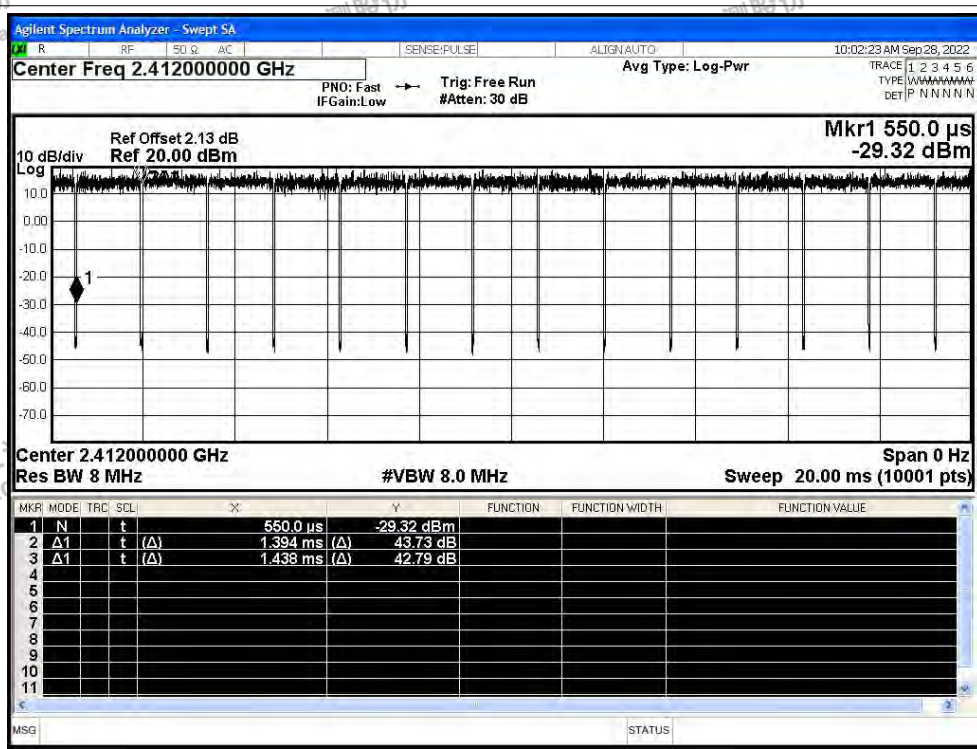 Agilent Spectrum Analyzer - Swept SA
LXI R RF 50 Ω AC SENSE:PULSE ALIGN AUTO 10:02:23 AM Sep 28, 2022
Center Freq 2.412000000 GHz
Avg Type: Log-Pwr
TRACE 1 2 3 4 5 6
PNO: Fast Trig: Free Run
TYPE WWWWWW
IFGain:Low #Atten: 30 dB
DET P N N N N N
Mkr1 550.0 µs
Ref Offset 2.13 dB
10 dB/div Ref 20.00 dBm
-29.32 dBm
Log
10.0
0.00
-10.0
-20.0
1
-30.0
-40.0
-50.0
-60.0
-70.0
Center 2.412000000 GHz Span 0 Hz
Res BW 8 MHz #VBW 8.0 MHz Sweep 20.00 ms (10001 pts)
MKR MODE TRC SCL X Y FUNCTION FUNCTION WIDTH FUNCTION VALUE
1 N t 550.0 µs -29.32 dBm
2 Δ1 t (Δ) 1.394 ms (Δ) 43.73 dB
3 Δ1 t (Δ) 1.438 ms (Δ) 42.79 dB
4
5
6
7
8
9
10
11
MSG STATUS